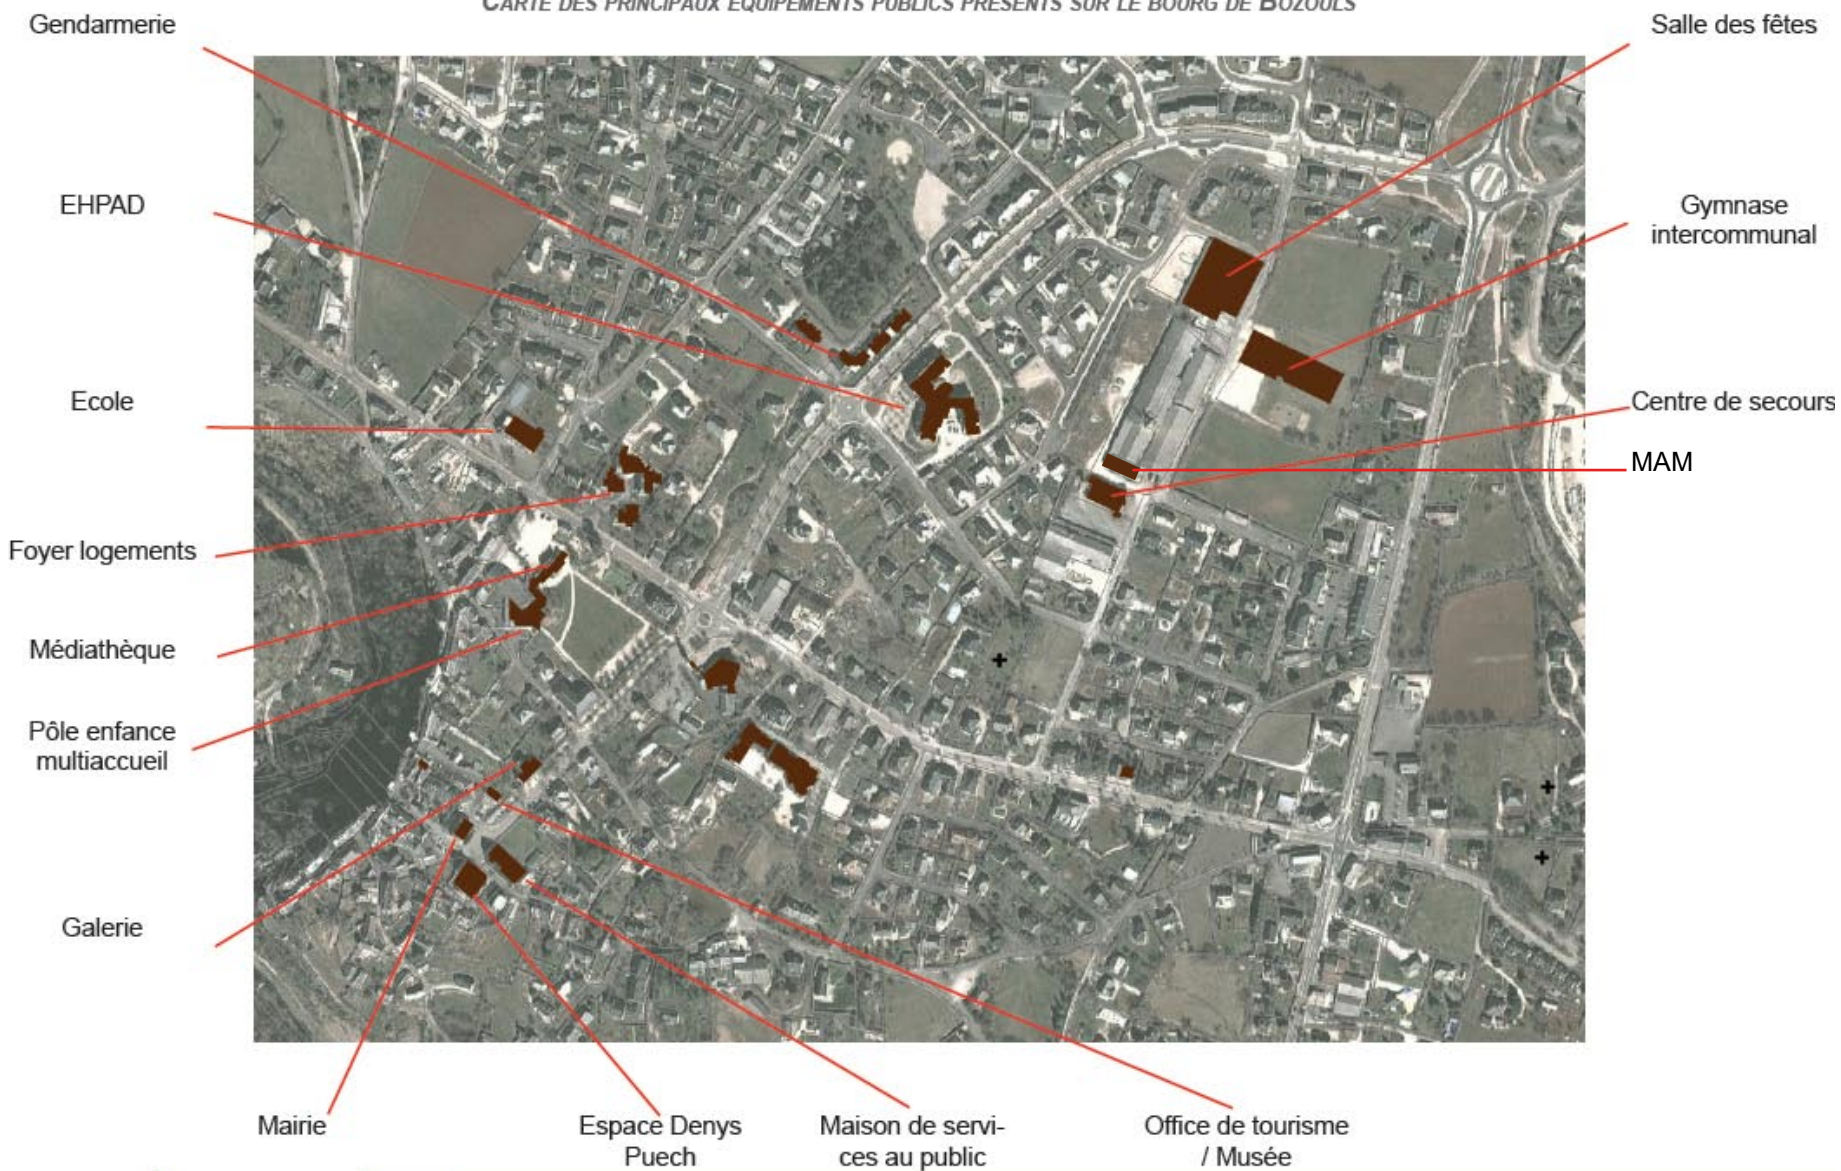 CARTE DES PRINCIPAUX EQUIPEMENTS PUBLICS PRESENTS SUR LE BOURG DE BOZOULS
Gendarmerie
Salle des fêtes
EHPAD
Gymnase
intercommunal
Ecole
Centre de secours
MAM
Foyer logements
Médiathèque
Pôle enfance
multiaccueil
Galerie
Mairie
Espace Denys
Puech
Maison de servi-
ces au public
Office de tourisme
/ Musée